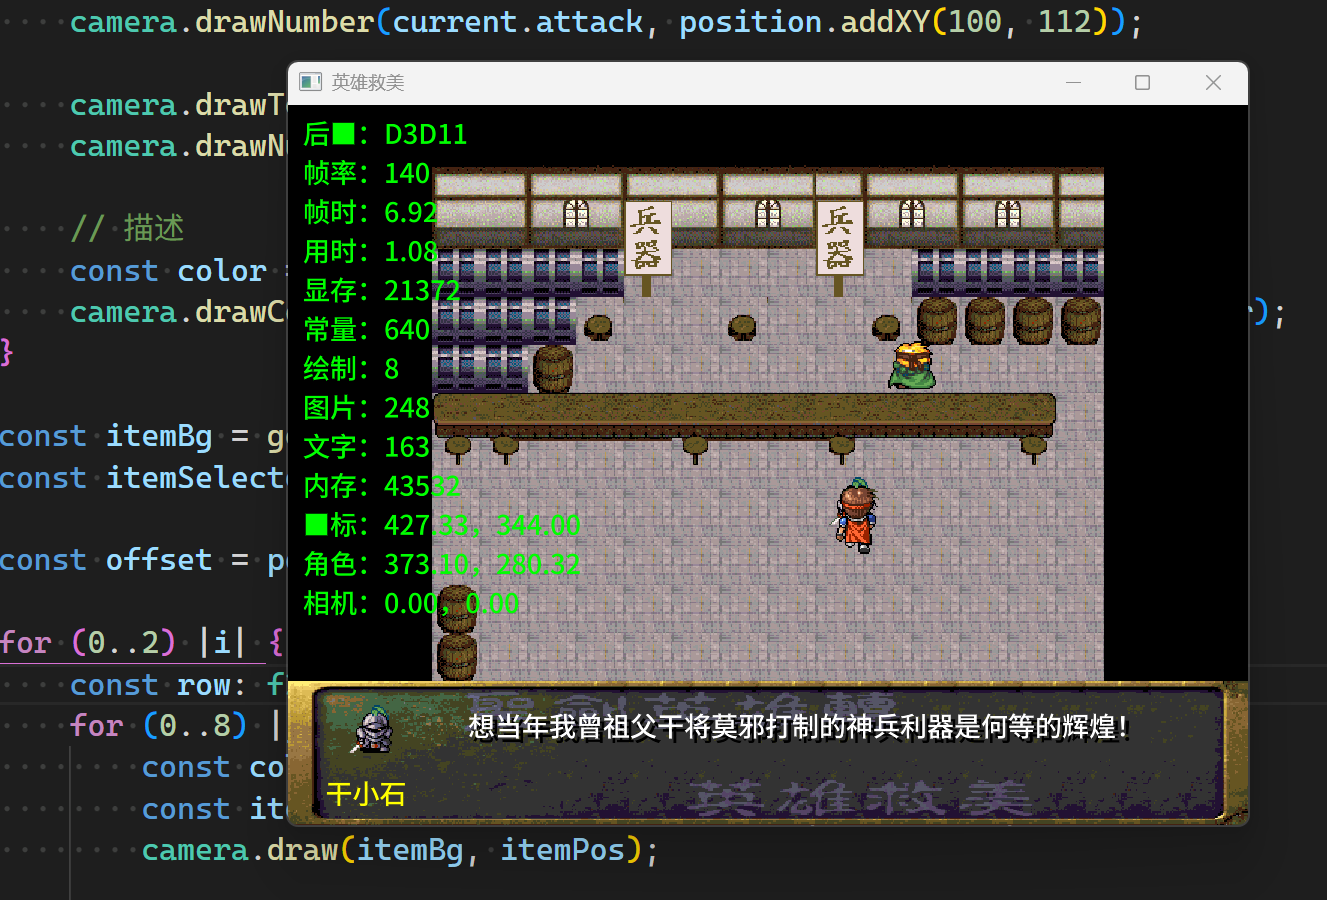 camera.drawNumber(current.attack, position.addXY(100, 112));
英雄救美
camera.drawT
camera.drawN
// 描述
const color
camera.drawC
);
}
const itemBg = g
const itemSelect
const offset = p
for (0..2) |i| {
const row: f
for (0..8) |
const co
const it
camera.draw(itemBg, itemPos);
后■：D3D11
帧率：140
帧时：6.92
用时：1.08
显存：21372
常量：640
绘制：8
图片：248
文字：163
内存：43532
■标：427.33，344.00
角色：373.10，280.32
相机：0.00，0.00
兵器
兵器
想当年我曾祖父干将莫邪打制的神兵利器是何等的辉煌！
干小石
英雄救美